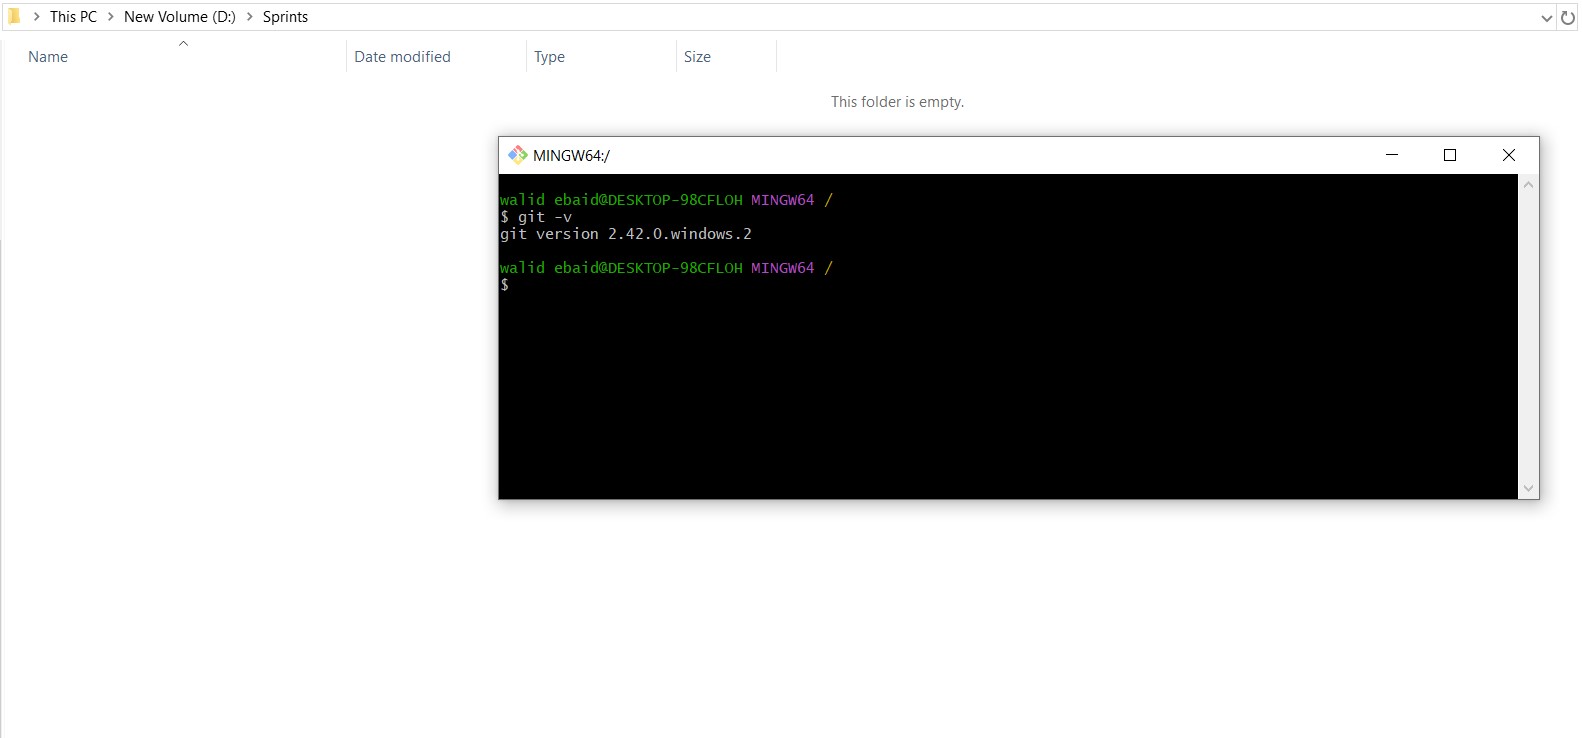 This PC > New Volume (D:) > Sprints
Name Date modified Type Size
This folder is empty.
MINGW64:/
walid ebaid@DESKTOP-98CFLOH MINGW64 /
$ git -v
git version 2.42.0.windows.2
walid ebaid@DESKTOP-98CFLOH MINGW64 /
$